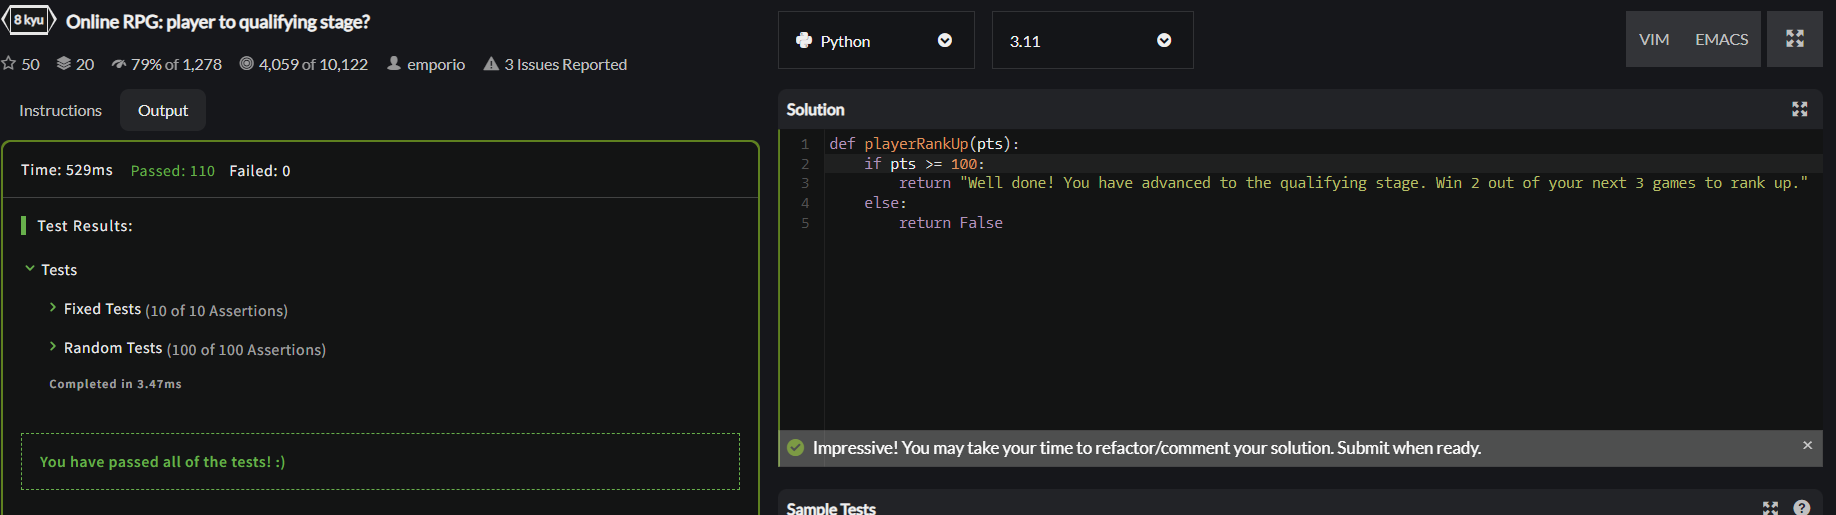 8 kyu Online RPG: player to qualifying stage?
50 20 79% of 1,278 4,059 of 10,122 emporio 3 Issues Reported
Instructions Output
Time: 529ms Passed: 110 Failed: 0
Test Results:
Tests
Fixed Tests (10 of 10 Assertions)
Random Tests (100 of 100 Assertions)
Completed in 3.47ms
You have passed all of the tests! :)
Python 3.11 VIM EMACS
Solution
1 def playerRankUp(pts):
2 if pts >= 100:
3 return "Well done! You have advanced to the qualifying stage. Win 2 out of your next 3 games to rank up."
4 else:
5 return False
Impressive! You may take your time to refactor/comment your solution. Submit when ready. ×
Sample Tests ?